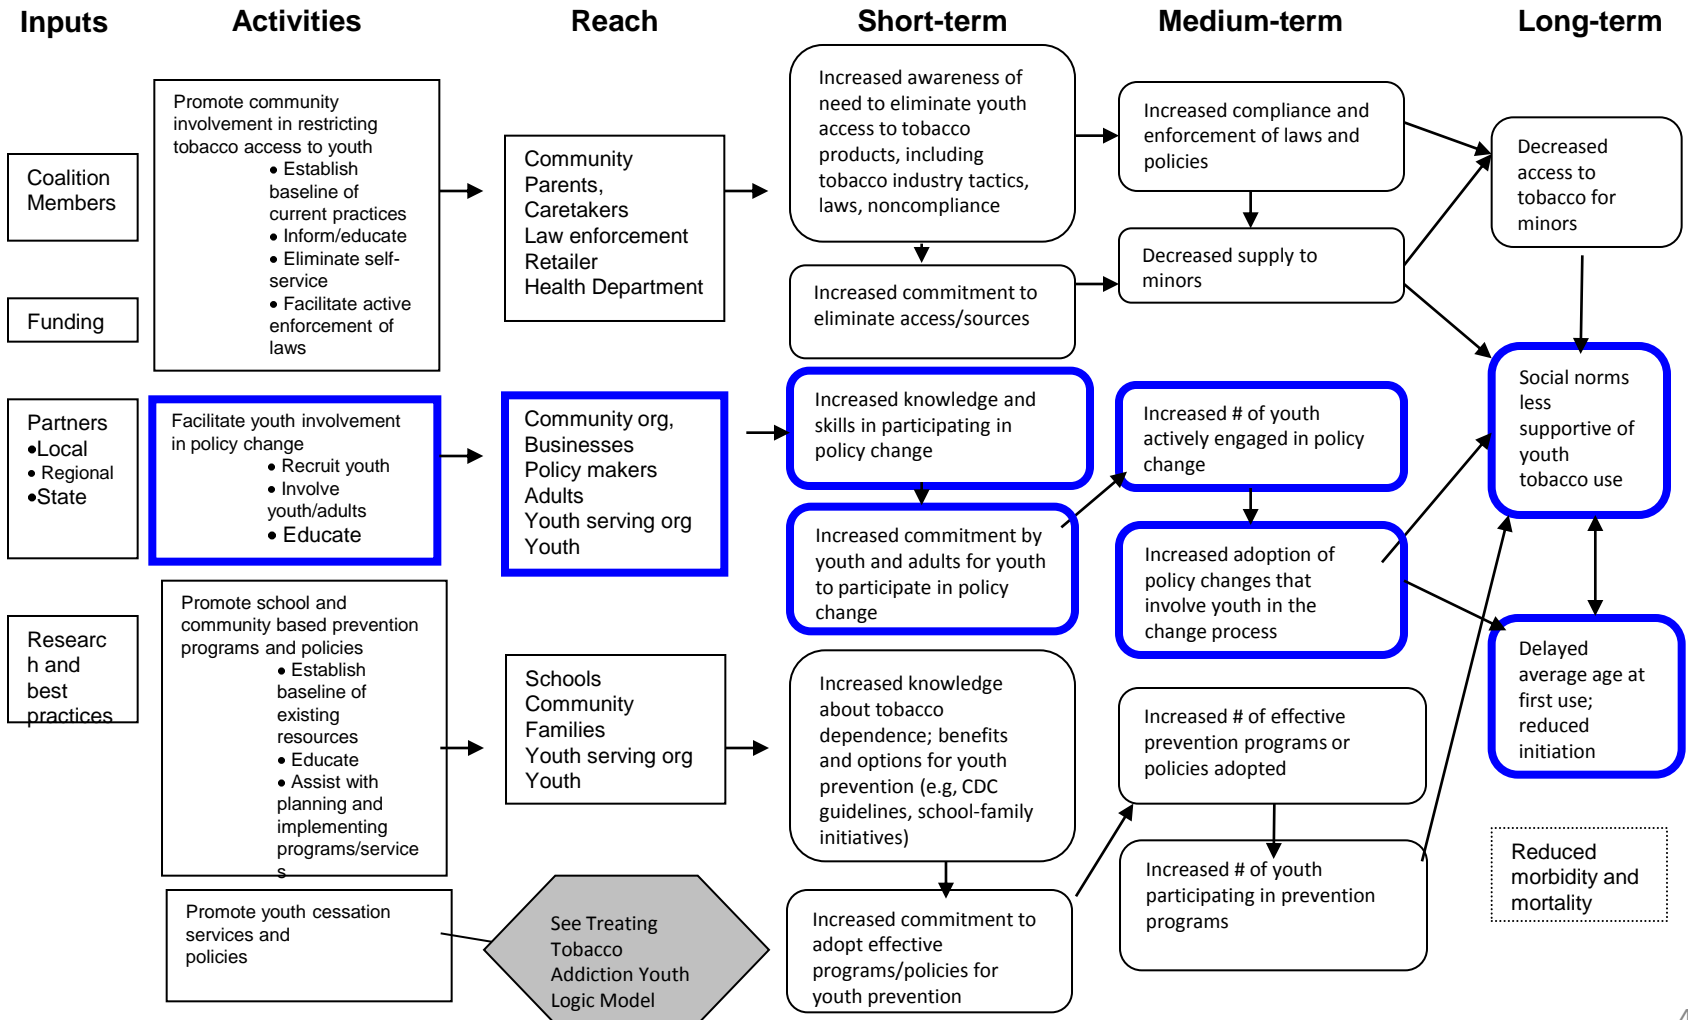 Inputs
Activities
Reach
Short-term
Medium-term
Long-term
Coalition
Members
Funding
Partners
•Local
• Regional
•State
Researc
h and
best
practices
Promote community
involvement in restricting
tobacco access to youth
• Establish
baseline of
current practices
• Inform/educate
• Eliminate self-
service
• Facilitate active
enforcement of
laws
Facilitate youth involvement
in policy change
• Recruit youth
• Involve
youth/adults
• Educate
Promote school and
community based prevention
programs and policies
• Establish
baseline of
existing
resources
• Educate
• Assist with
planning and
implementing
programs/service
s
Promote youth cessation
services and
policies
Community
Parents,
Caretakers
Law enforcement
Retailer
Health Department
Community org,
Businesses
Policy makers
Adults
Youth serving org
Youth
Schools
Community
Families
Youth serving org
Youth
See Treating
Tobacco
Addiction Youth
Logic Model
Increased awareness of
need to eliminate youth
access to tobacco
products, including
tobacco industry tactics,
laws, noncompliance
Increased commitment to
eliminate access/sources
Increased knowledge and
skills in participating in
policy change
Increased commitment by
youth and adults for youth
to participate in policy
change
Increased knowledge
about tobacco
dependence; benefits
and options for youth
prevention (e.g, CDC
guidelines, school-family
initiatives)
Increased commitment to
adopt effective
programs/policies for
youth prevention
Increased compliance and
enforcement of laws and
policies
Decreased supply to
minors
Increased # of youth
actively engaged in policy
change
Increased adoption of
policy changes that
involve youth in the
change process
Increased # of effective
prevention programs or
policies adopted
Increased # of youth
participating in prevention
programs
Decreased
access to
tobacco for
minors
Social norms
less
supportive of
youth
tobacco use
Delayed
average age at
first use;
reduced
initiation
Reduced
morbidity and
mortality